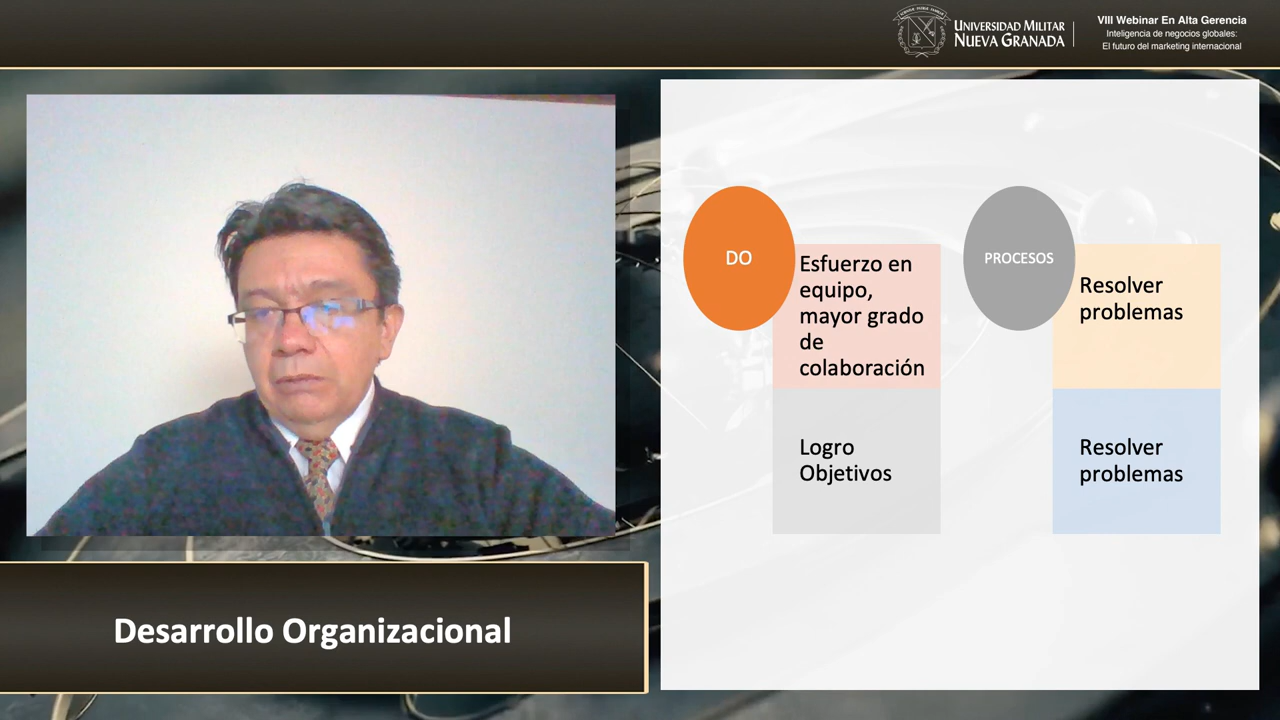 UNIVERSIDAD MILITAR
NUEVA GRANADA
VIII Webinar En Alta Gerencia
Inteligencia de negocios globales:
El futuro del marketing internacional
DO
Esfuerzo en
equipo,
mayor grado
de
colaboración
Logro
Objetivos
PROCESOS
Resolver
problemas
Resolver
problemas
Desarrollo Organizacional